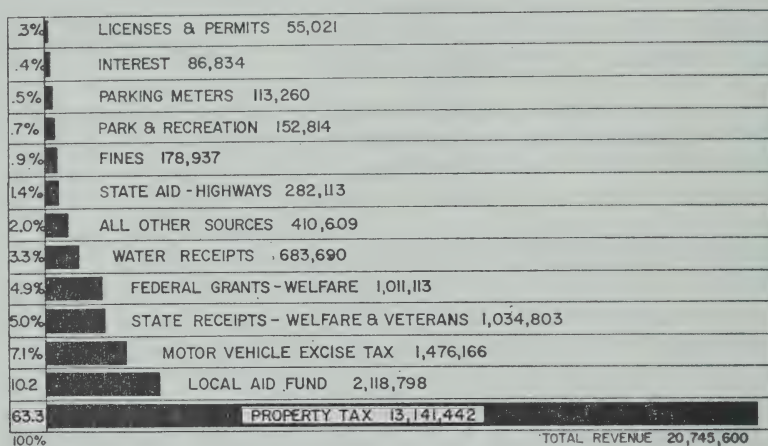 .3% LICENSES & PERMITS 55,021
.4% INTEREST 86,834
.5% PARKING METERS 113,260
.7% PARK & RECREATION 152,814
.9% FINES 178,937
1.4% STATE AID - HIGHWAYS 282,113
2.0% ALL OTHER SOURCES 410,609
3.3% WATER RECEIPTS 683,690
4.9% FEDERAL GRANTS - WELFARE 1,011,113
5.0% STATE RECEIPTS - WELFARE & VETERANS 1,034,803
7.1% MOTOR VEHICLE EXCISE TAX 1,476,166
10.2 LOCAL AID FUND 2,118,798
63.3 PROPERTY TAX 13,141,442
100% TOTAL REVENUE 20,745,600